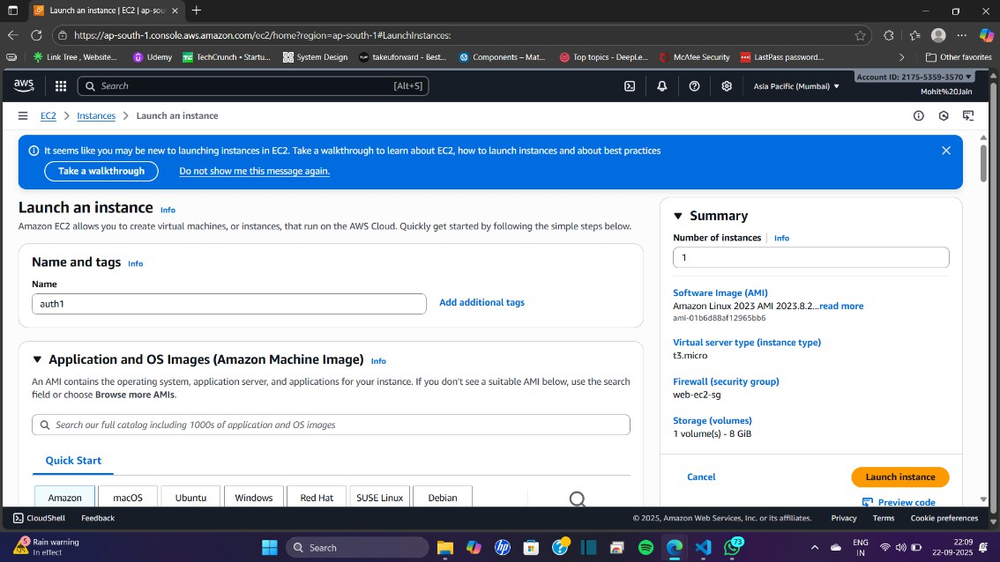 Launch an instance | EC2 | ap-sou
https://ap-south-1.console.aws.amazon.com/ec2/home?region=ap-south-1#LaunchInstances:
Link Tree , Website...
Udemy
TechCrunch • Startu...
System Design
takeuforward - Best...
Components – Mat...
Top topics - DeepLe...
McAfee Security
LastPass password...
Other favorites
aws
Search [Alt+S]
Asia Pacific (Mumbai)
Account ID: 2175-5359-3570
Mohit%20Jain
EC2 > Instances > Launch an instance
It seems like you may be new to launching instances in EC2. Take a walkthrough to learn about EC2, how to launch instances and about best practices
Take a walkthrough
Do not show me this message again.
Launch an instance Info
Amazon EC2 allows you to create virtual machines, or instances, that run on the AWS Cloud. Quickly get started by following the simple steps below.
Name and tags Info
Name
auth1
Add additional tags
Application and OS Images (Amazon Machine Image) Info
An AMI contains the operating system, application server, and applications for your instance. If you don't see a suitable AMI below, use the search
field or choose Browse more AMIs.
Search our full catalog including 1000s of application and OS images
Quick Start
Amazon
macOS
Ubuntu
Windows
Red Hat
SUSE Linux
Debian
Summary
Number of instances Info
1
Software Image (AMI)
Amazon Linux 2023 AMI 2023.8.2...read more
ami-01b6d88af12965bb6
Virtual server type (instance type)
t3.micro
Firewall (security group)
web-ec2-sg
Storage (volumes)
1 volume(s) - 8 GiB
Cancel
Launch instance
Preview code
CloudShell
Feedback
© 2025, Amazon Web Services, Inc. or its affiliates.
Privacy
Terms
Cookie preferences
5
Rain warning
In effect
Search
73
ENG
IN
22:09
22-09-2025